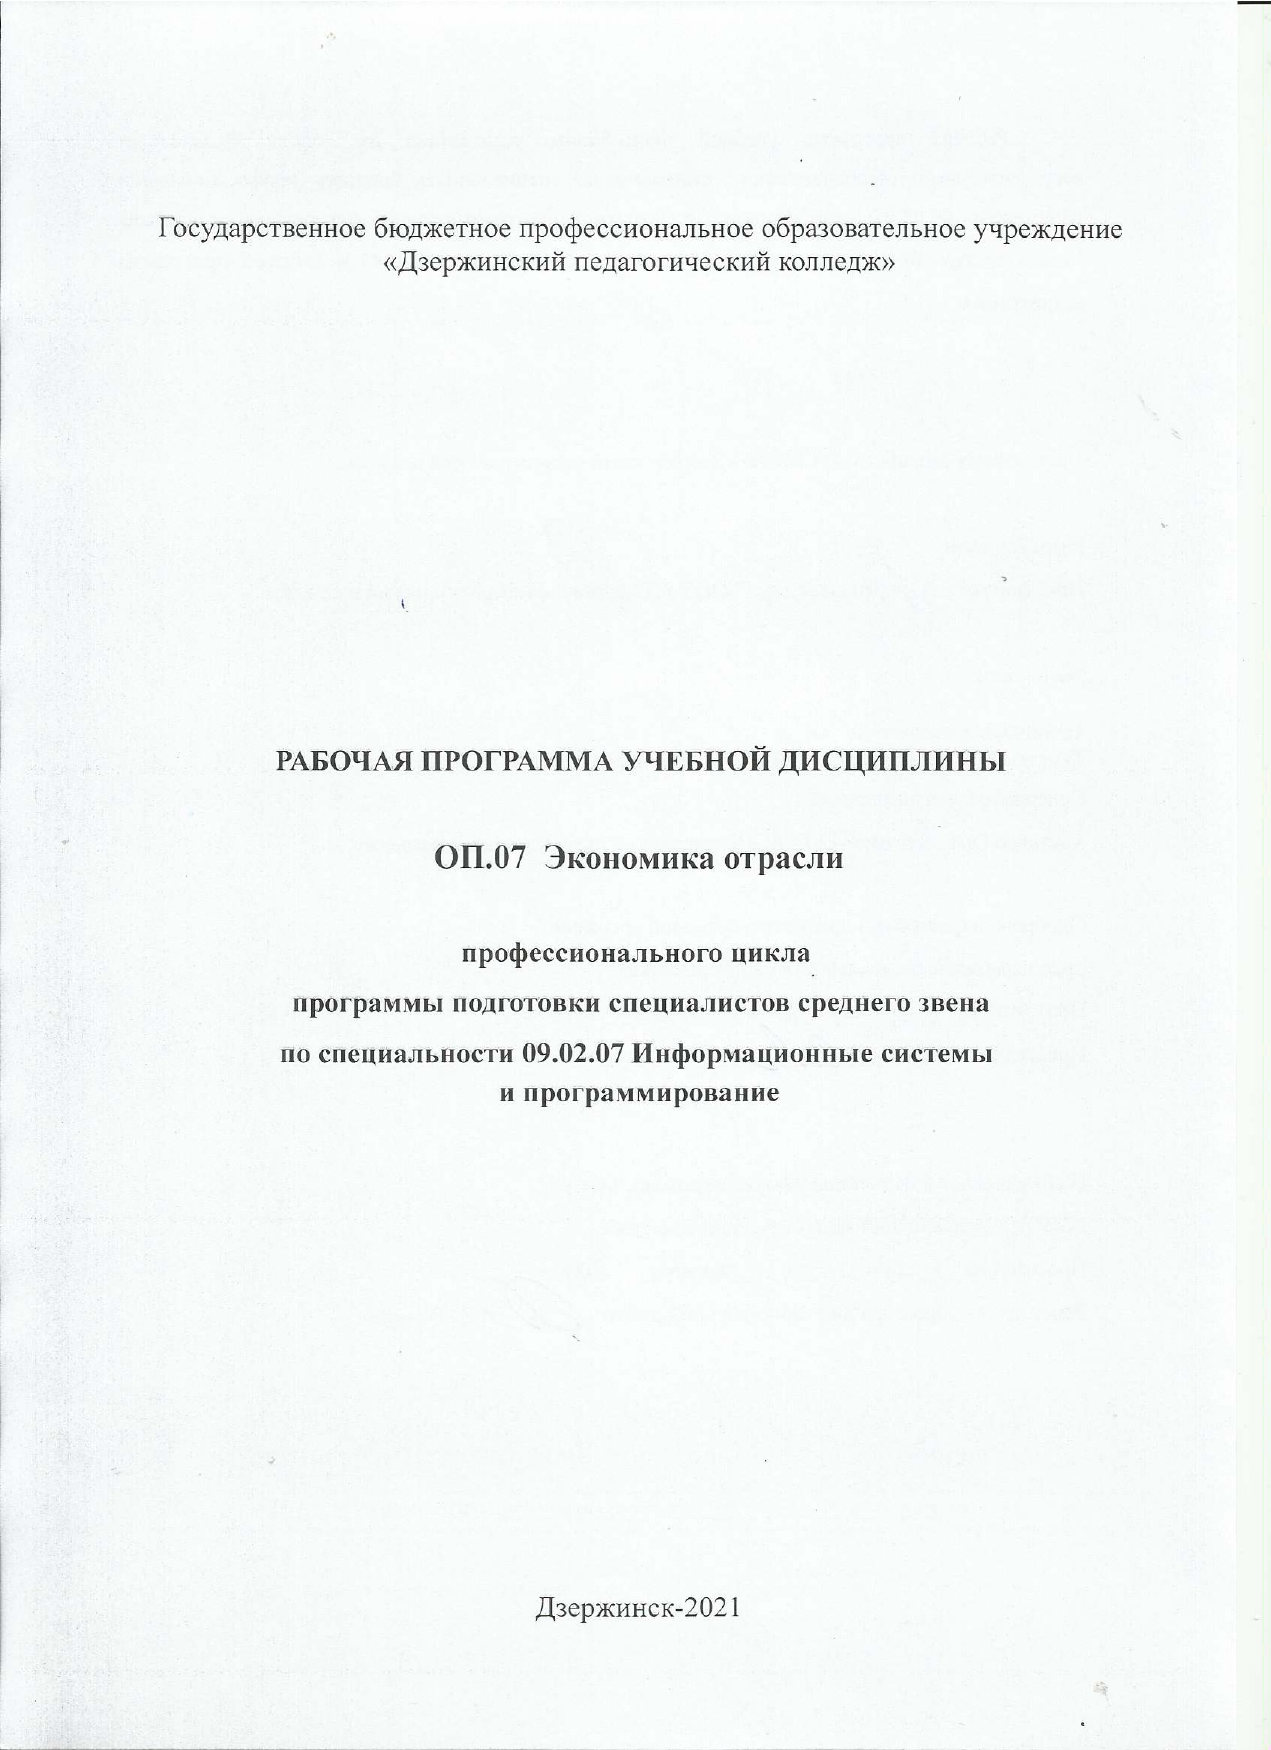 Государственное бюджетное профессиональное образовательное учреждение
«Дзержинский педагогический колледж»
РАБОЧАЯ ПРОГРАММА УЧЕБНОЙ ДИСЦИПЛИНЫ
ОП.07 Экономика отрасли
профессионального цикла
программы подготовки специалистов среднего звена
по специальности 09.02.07 Информационные системы
и программирование
Дзержинск-2021